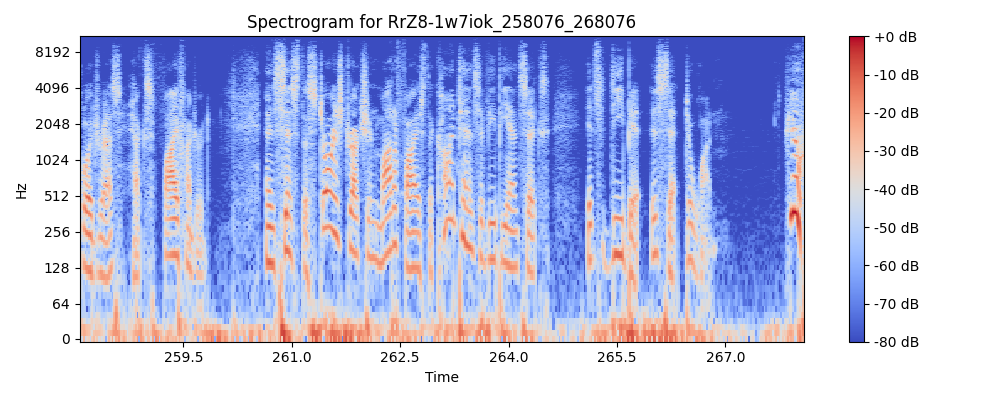 Spectrogram for RrZ8-1w7iok_258076_268076
8192
4096
2048
1024
512
256
128
64
0
Hz
259.5 261.0 262.5 264.0 265.5 267.0
Time
+0 dB
-10 dB
-20 dB
-30 dB
-40 dB
-50 dB
-60 dB
-70 dB
-80 dB